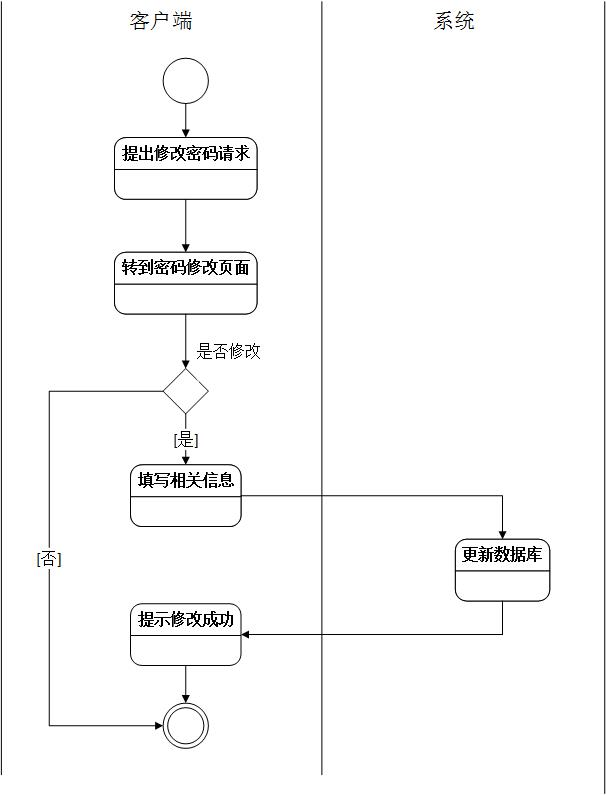 客户端
系统
提出修改密码请求
转到密码修改页面
是否修改
[是]
填写相关信息
[否]
更新数据库
提示修改成功